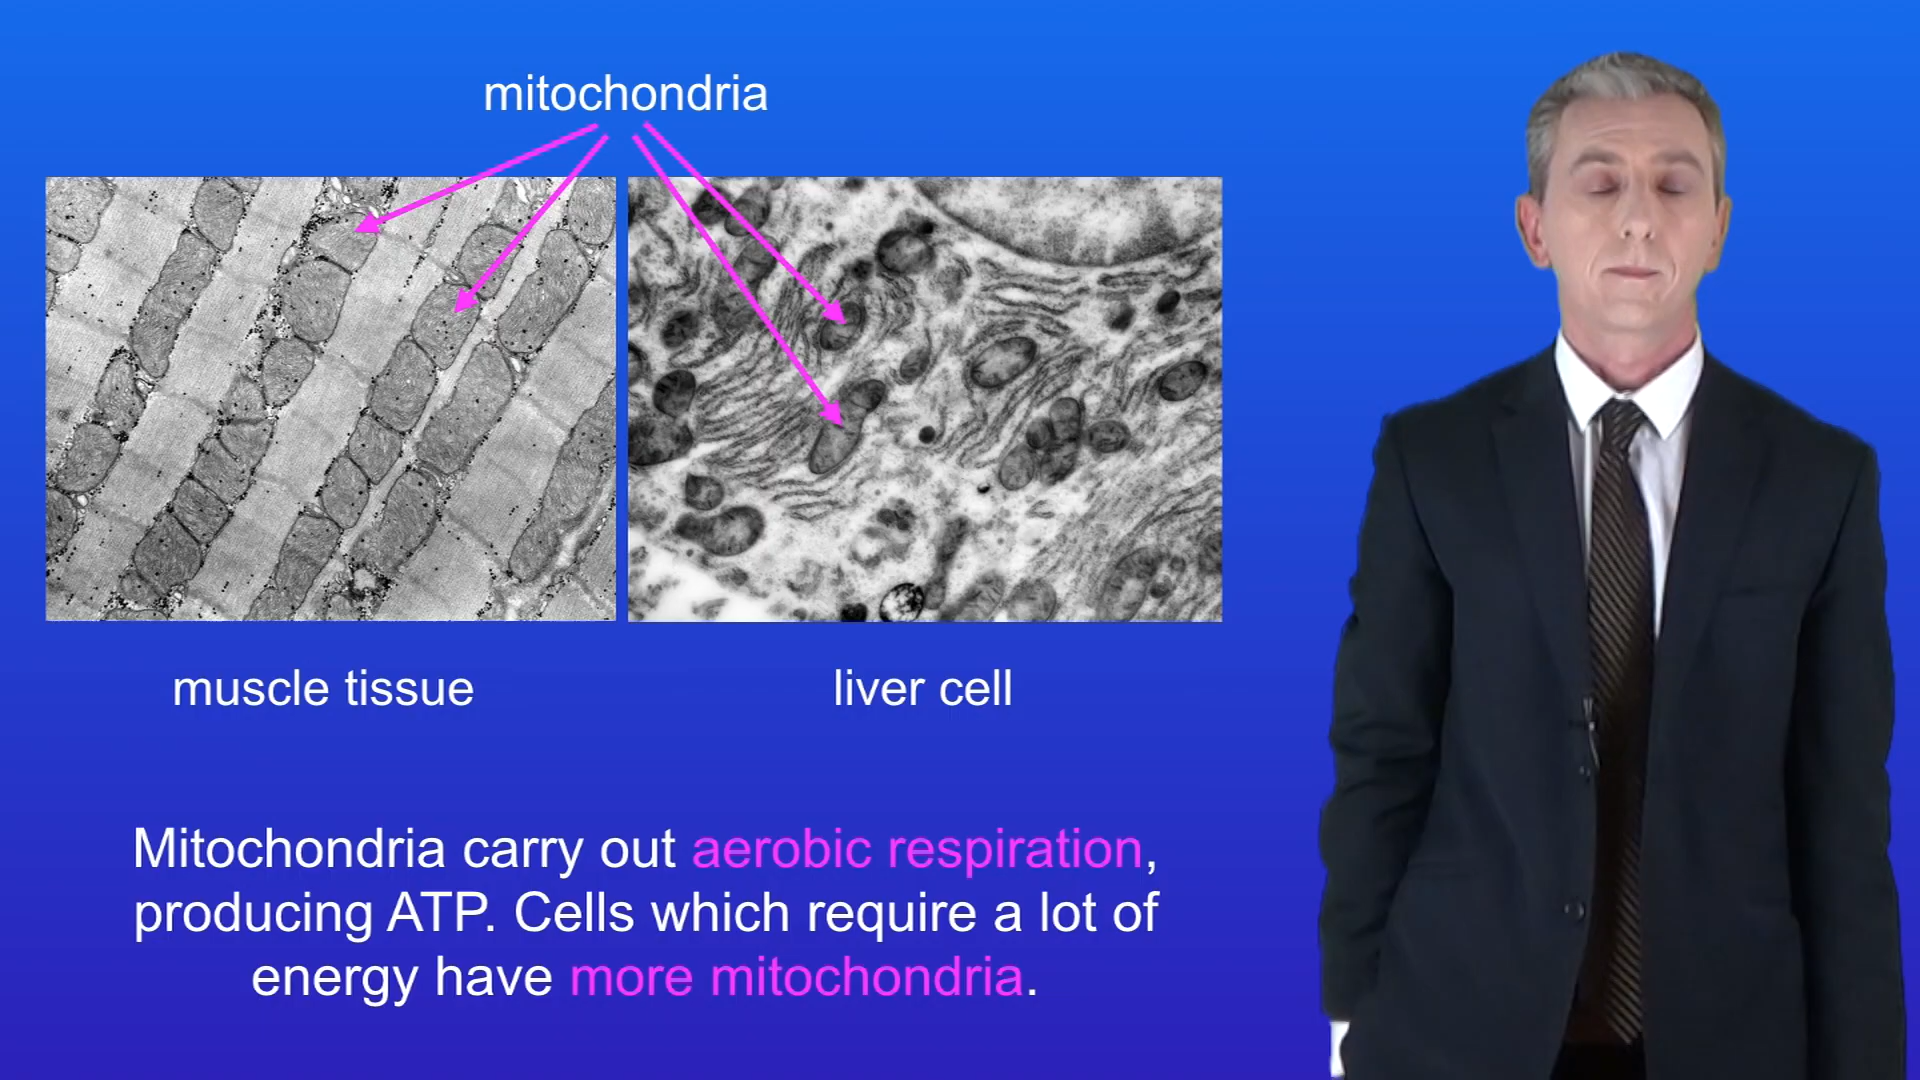 mitochondria
muscle tissue
liver cell
Mitochondria carry out aerobic respiration,
producing ATP. Cells which require a lot of
energy have more mitochondria.